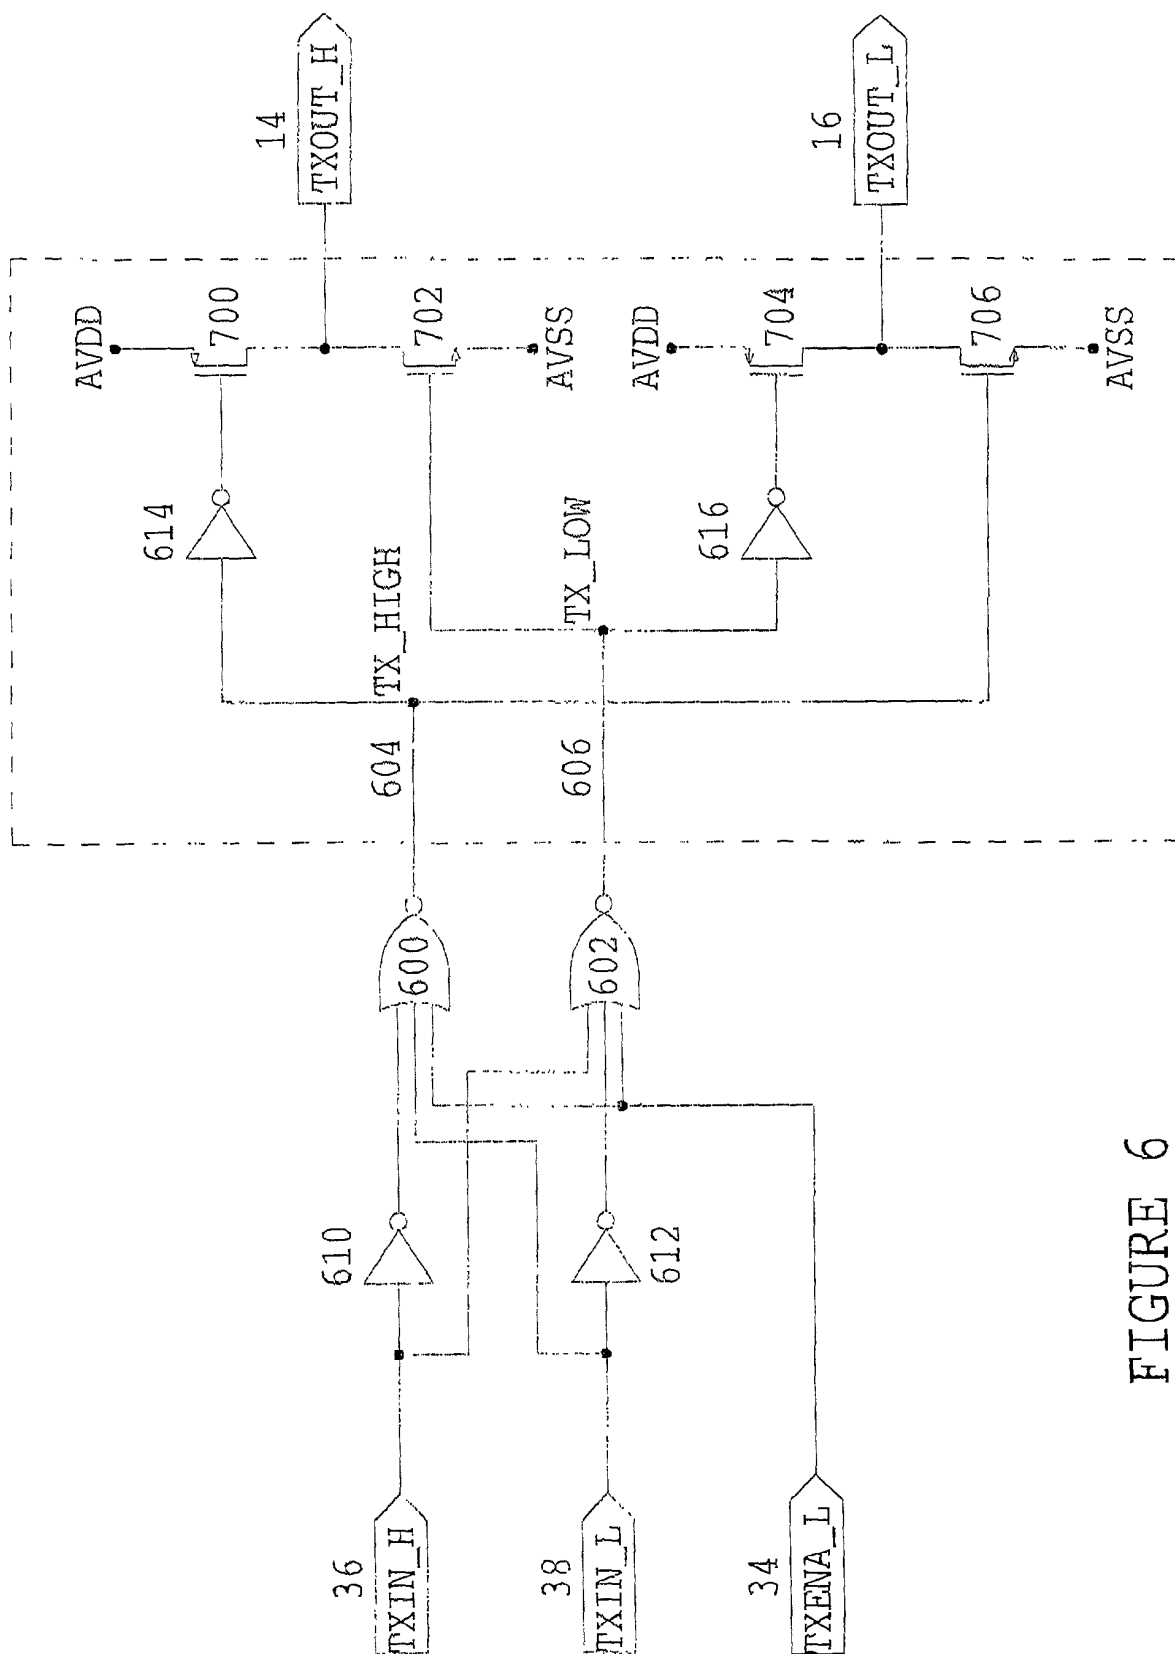 36
TXIN_H
38
TXIN_L
34
TXENA_L
610
612
600
602
604
606
TX_HIGH
TX_LOW
614
616
AVDD
700
702
AVSS
AVDD
704
706
AVSS
14
TXOUT_H
16
TXOUT_L
FIGURE 6